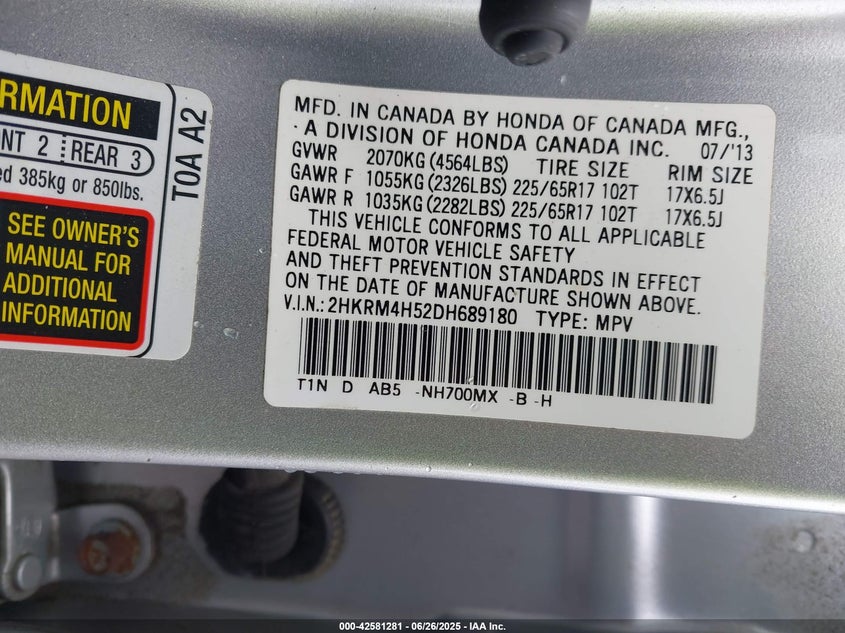 RMATION
NT 2 REAR 3
ed 385kg or 850lbs.
SEE OWNER'S
MANUAL FOR
ADDITIONAL
INFORMATION
T0A A2
MFD. IN CANADA BY HONDA OF CANADA MFG.,
A DIVISION OF HONDA CANADA INC. 07/'13
GVWR 2070KG (4564LBS) TIRE SIZE RIM SIZE
GAWR F 1055KG (2326LBS) 225/65R17 102T 17X6.5J
GAWR R 1035KG (2282LBS) 225/65R17 102T 17X6.5J
THIS VEHICLE CONFORMS TO ALL APPLICABLE
FEDERAL MOTOR VEHICLE SAFETY
AND THEFT PREVENTION STANDARDS IN EFFECT
ON THE DATE OF MANUFACTURE SHOWN ABOVE.
V.I.N.: 2HKRM4H52DH689180 TYPE: MPV
T1N D AB5 -NH700MX -B -H
000-42581281 - 06/26/2025 - IAA Inc.